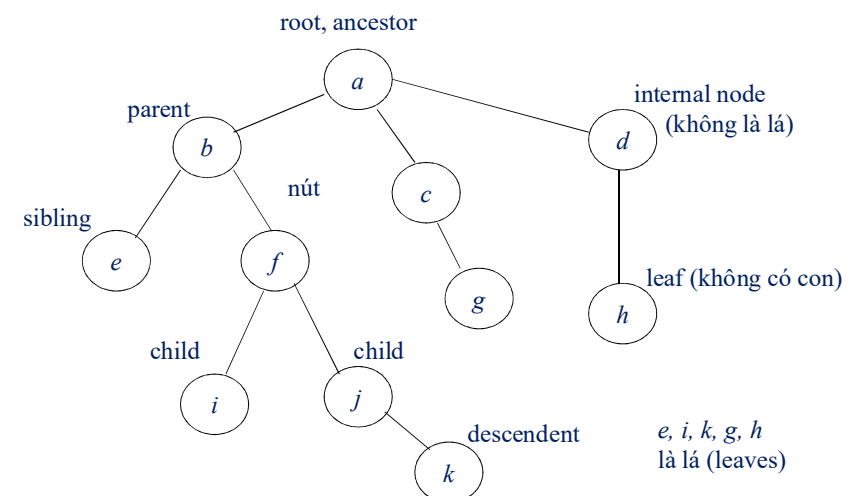 root, ancestor
a
internal node
(không là lá)
parent
b
d
nút
c
sibling
e
f
g
leaf (không có con)
h
child
child
i
j
descendent
k
e, i, k, g, h
là lá (leaves)